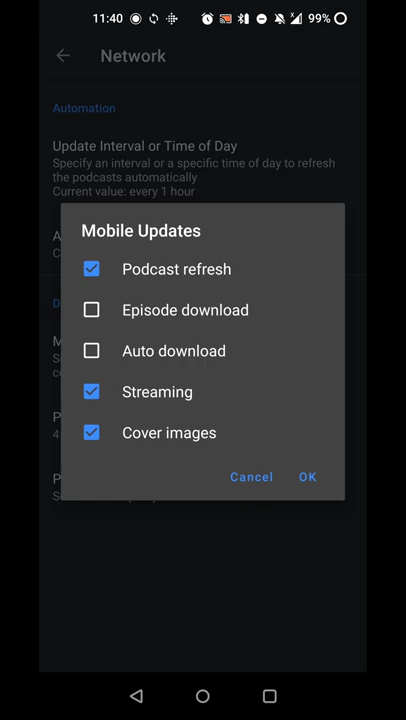 11:40
99%
Network
Automation
Update Interval or Time of Day
Specify an interval or a specific time of day to refresh
the podcasts automatically
Current value: every 1 hour
Mobile Updates
Podcast refresh
Episode download
Auto download
Streaming
Cover images
Cancel OK